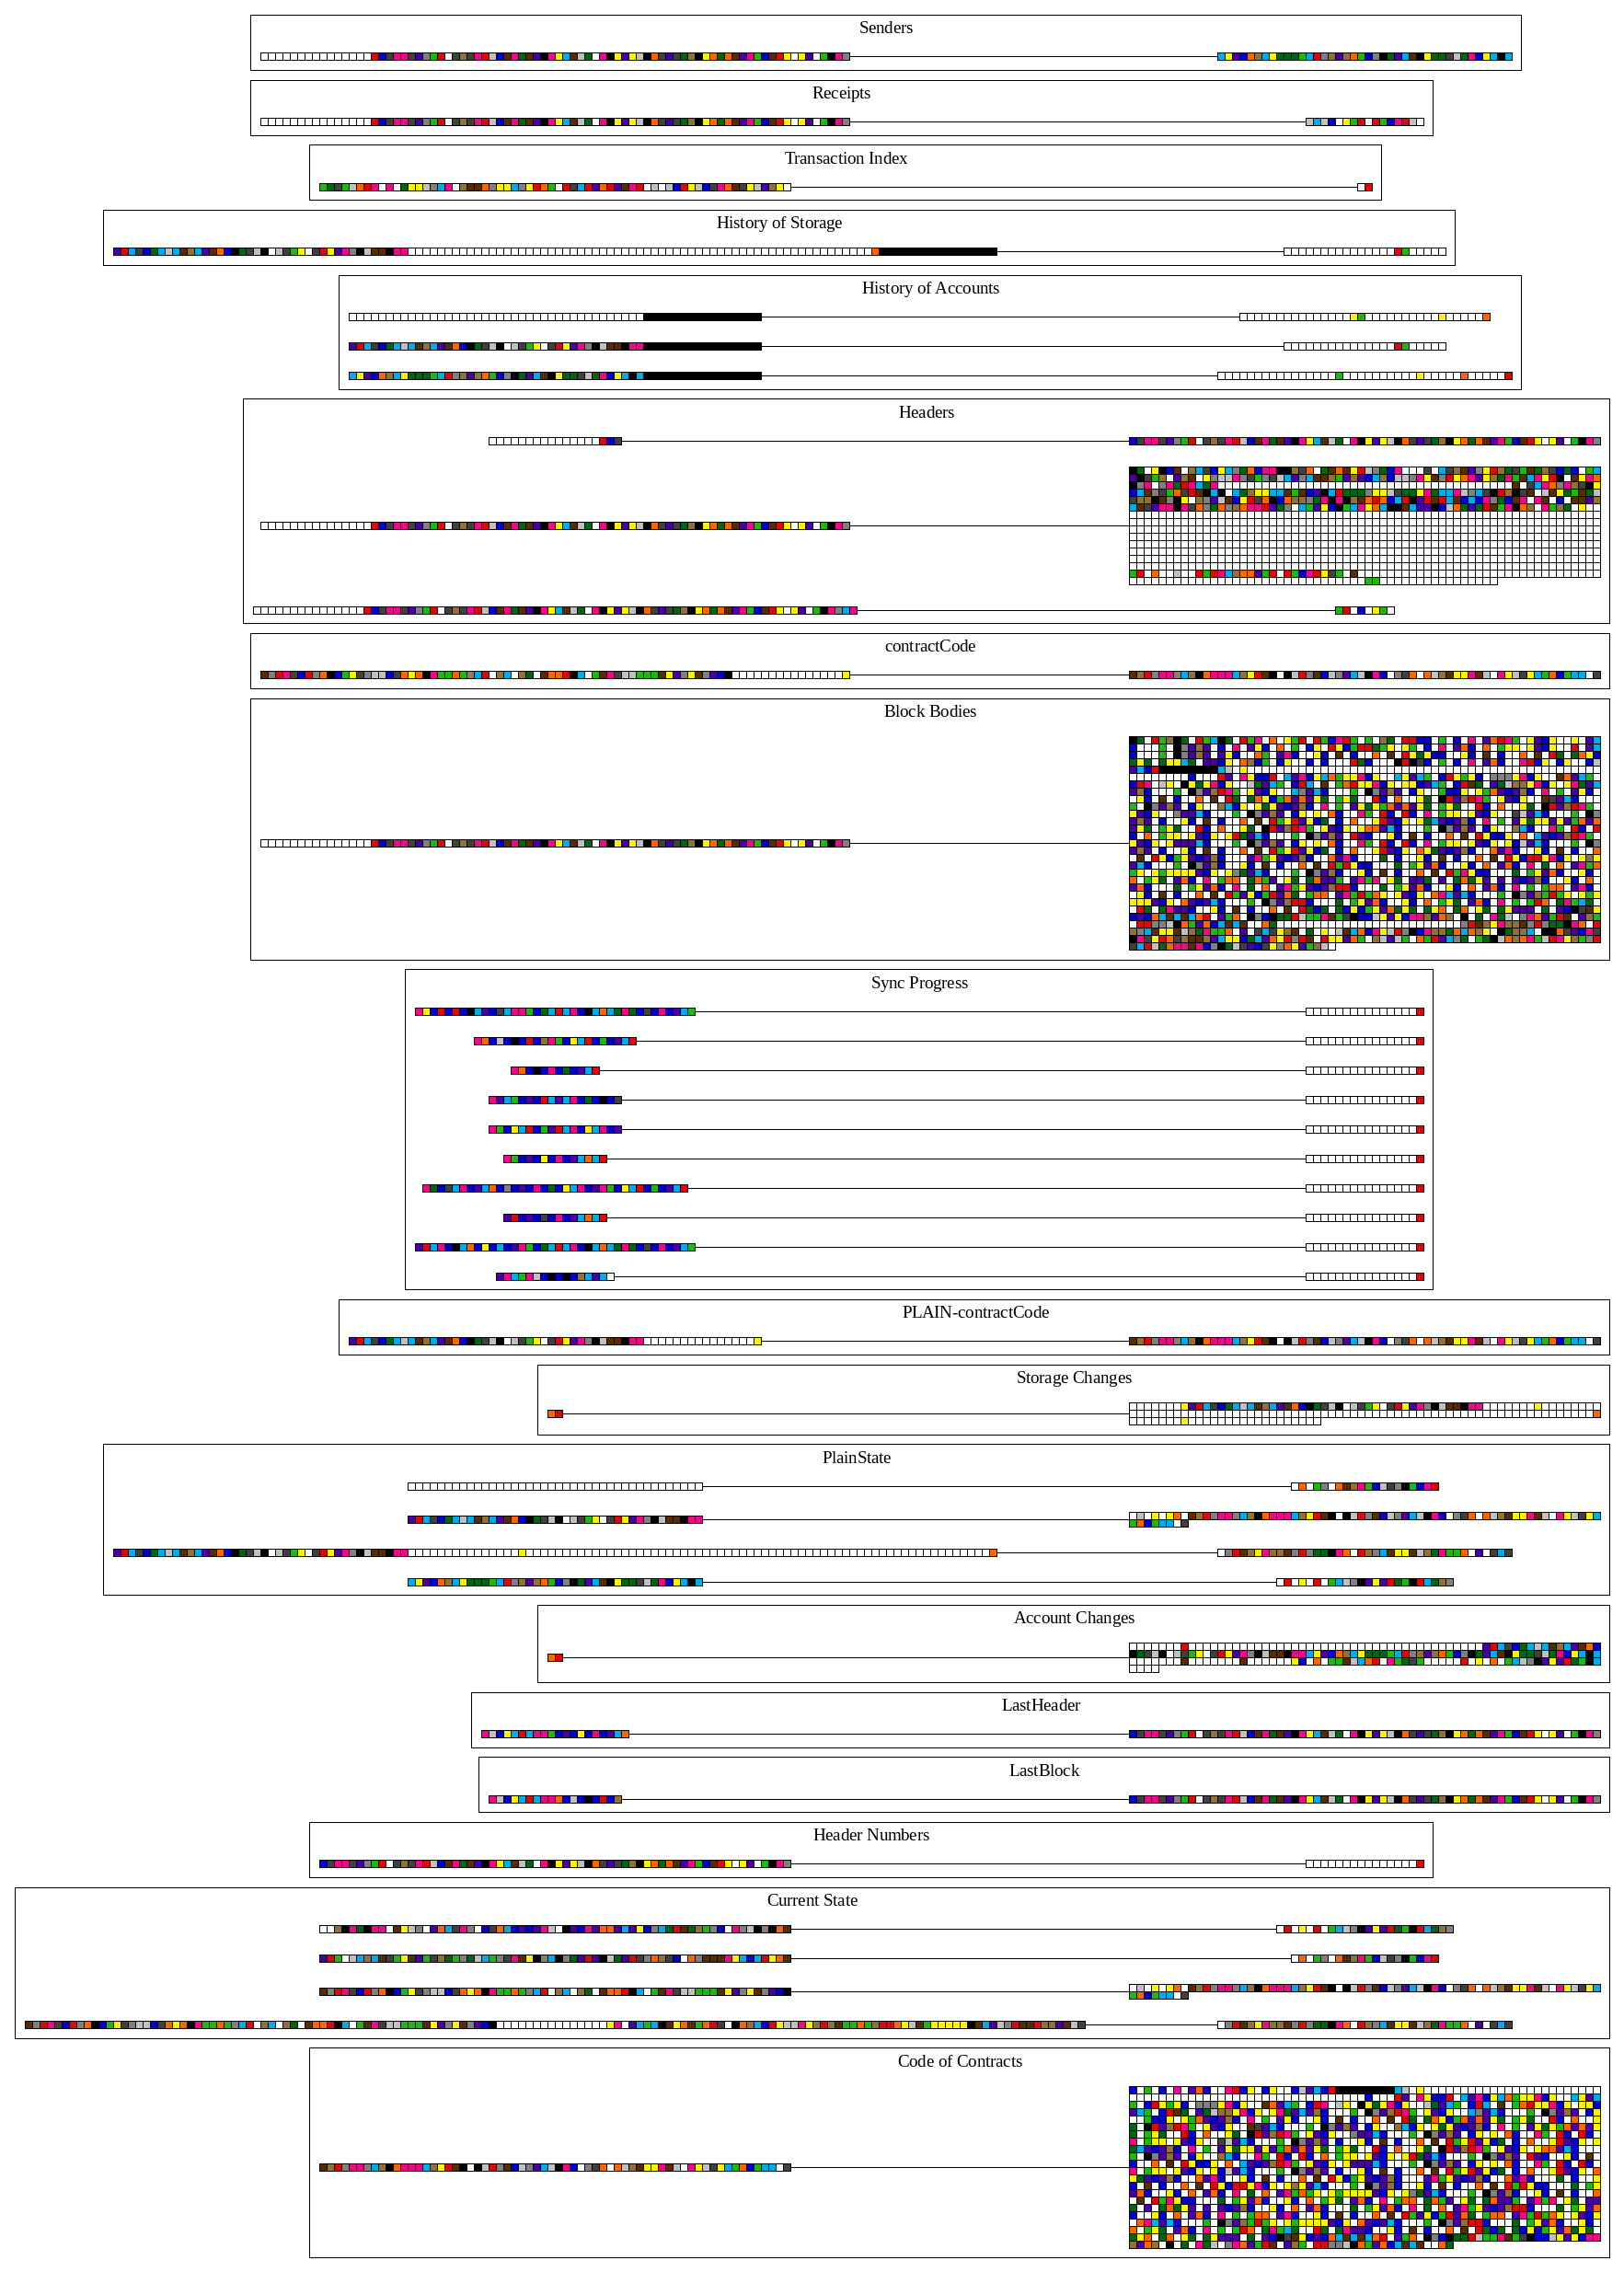 Senders
Receipts
Transaction Index
History of Storage
History of Accounts
Headers
contractCode
Block Bodies
Sync Progress
PLAIN-contractCode
Storage Changes
PlainState
Account Changes
LastHeader
LastBlock
Header Numbers
Current State
Code of Contracts